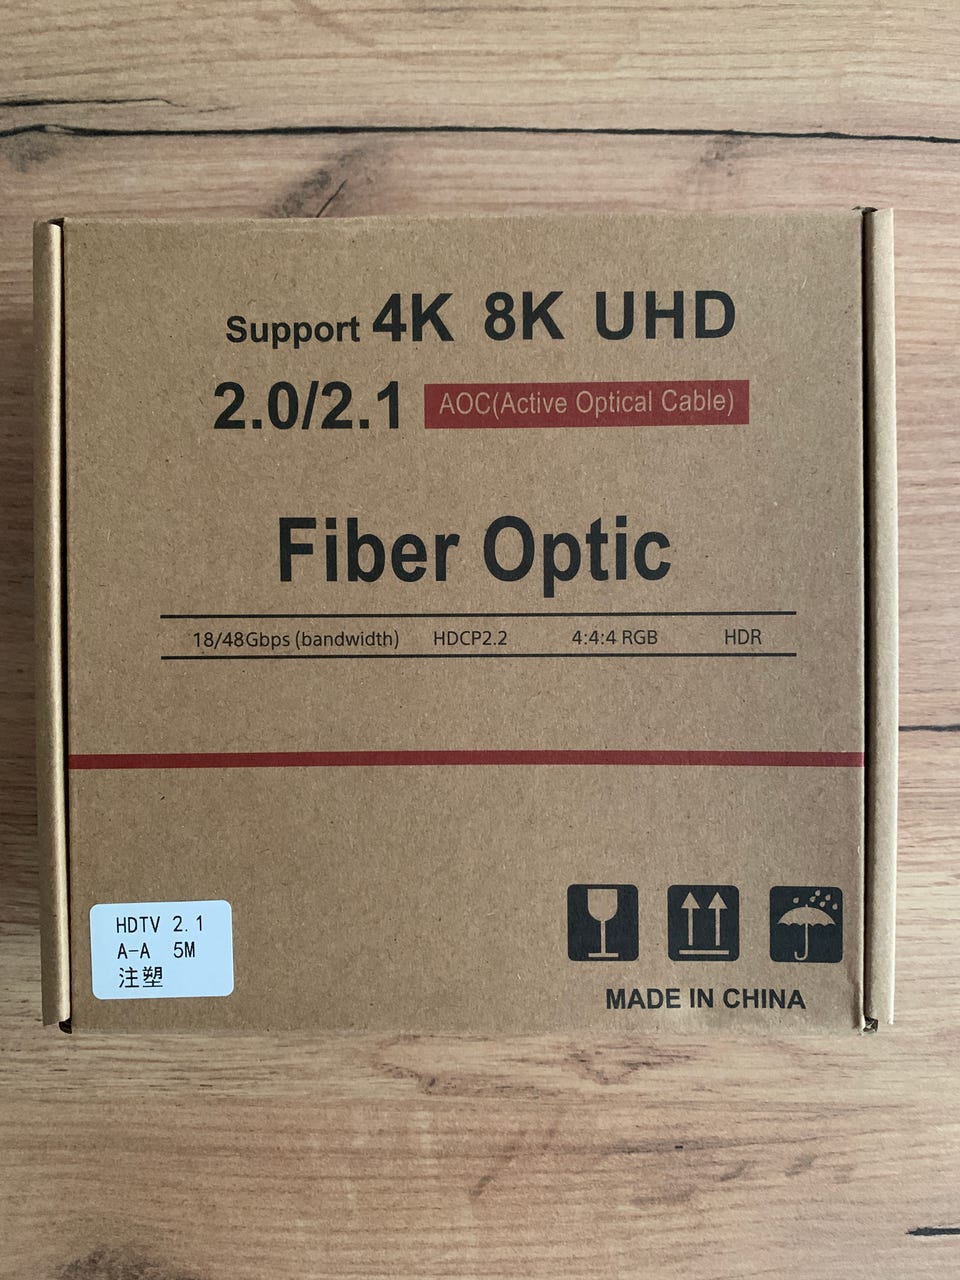 Support 4K 8K UHD
2.0/2.1 AOC(Active Optical Cable)
Fiber Optic
18/48Gbps (bandwidth) HDCP2.2 4:4:4 RGB HDR
HDTV 2.1
A-A 5M
注塑
MADE IN CHINA